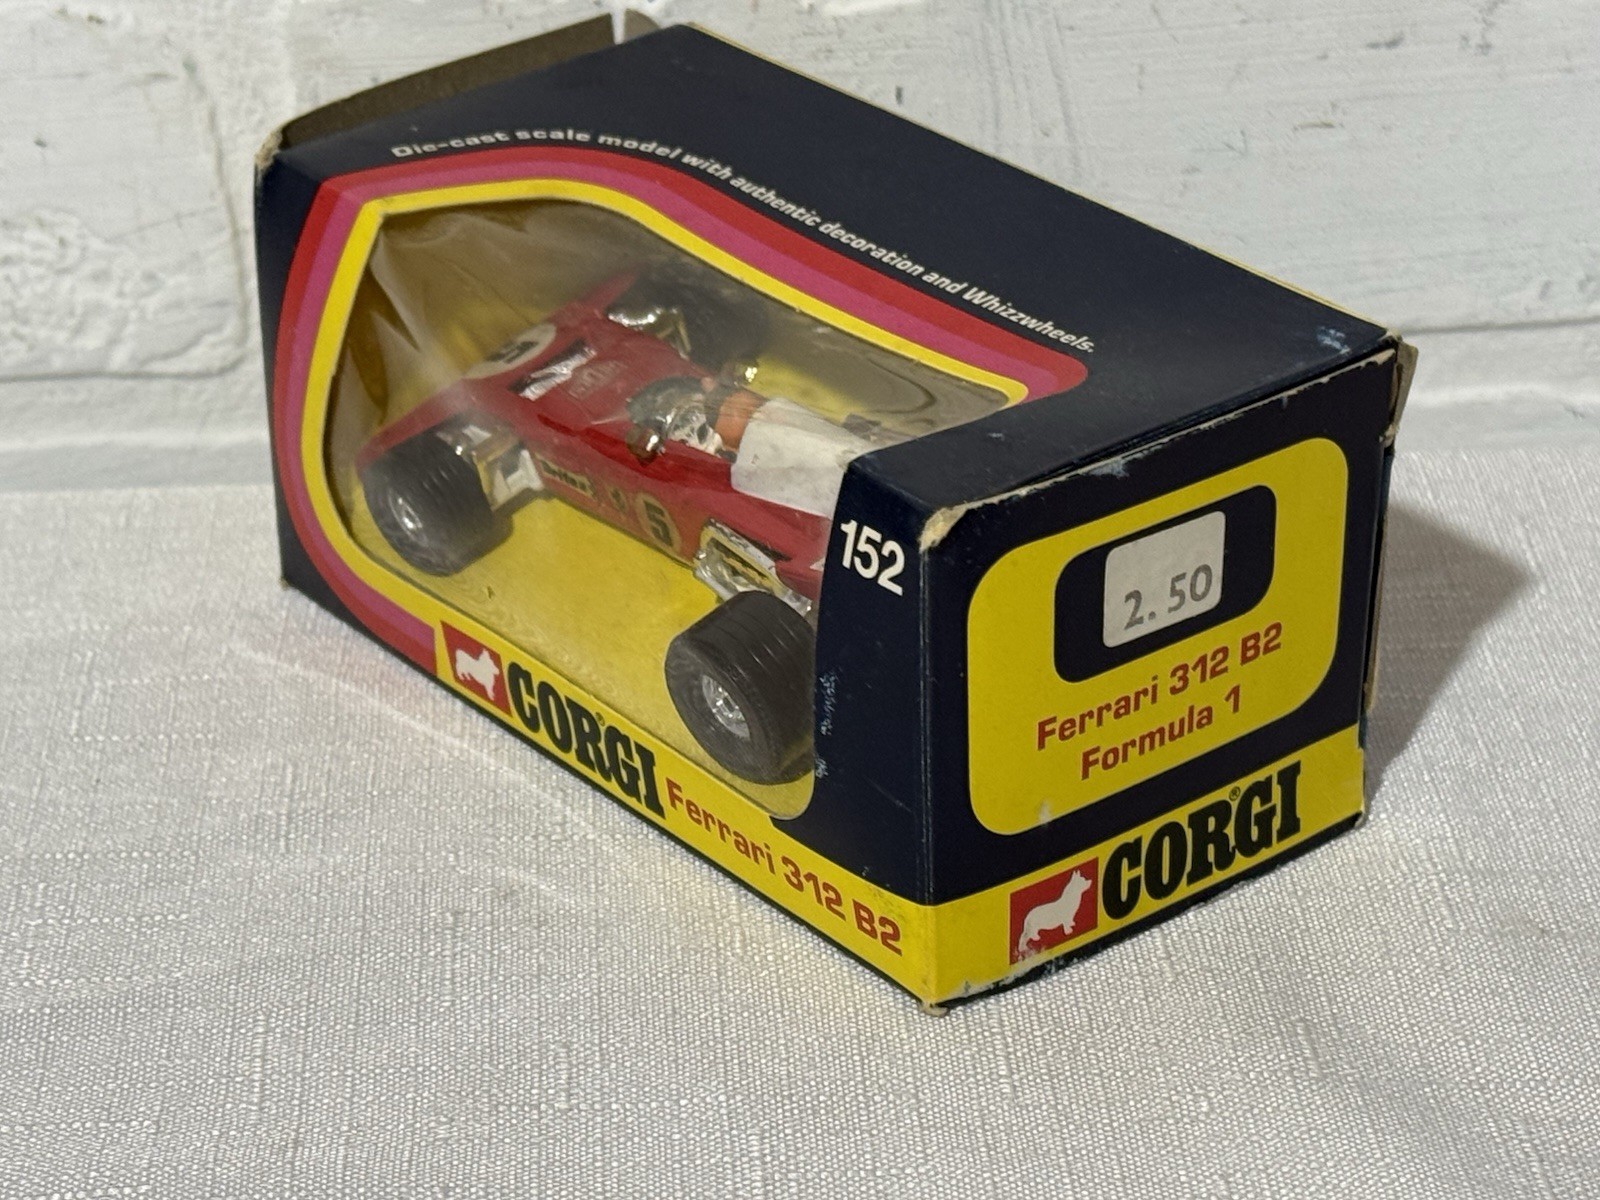 Die-cast scale model with authentic decoration and Whizzwheels.
5
152
CORGI®
Ferrari 312 B2
2.50
Ferrari 312 B2
Formula 1
CORGI®